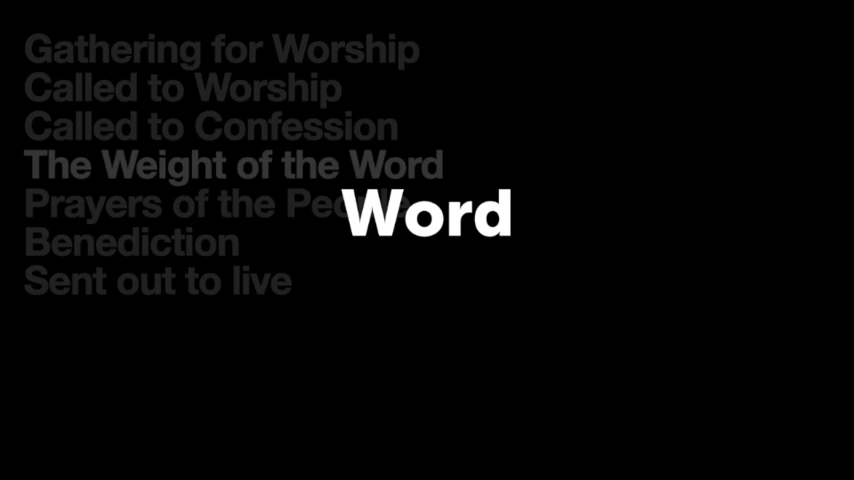 Gathering for Worship
Called to Worship
Called to Confession
The Weight of the Word
Prayers of the People
Word
Benediction
Sent out to live